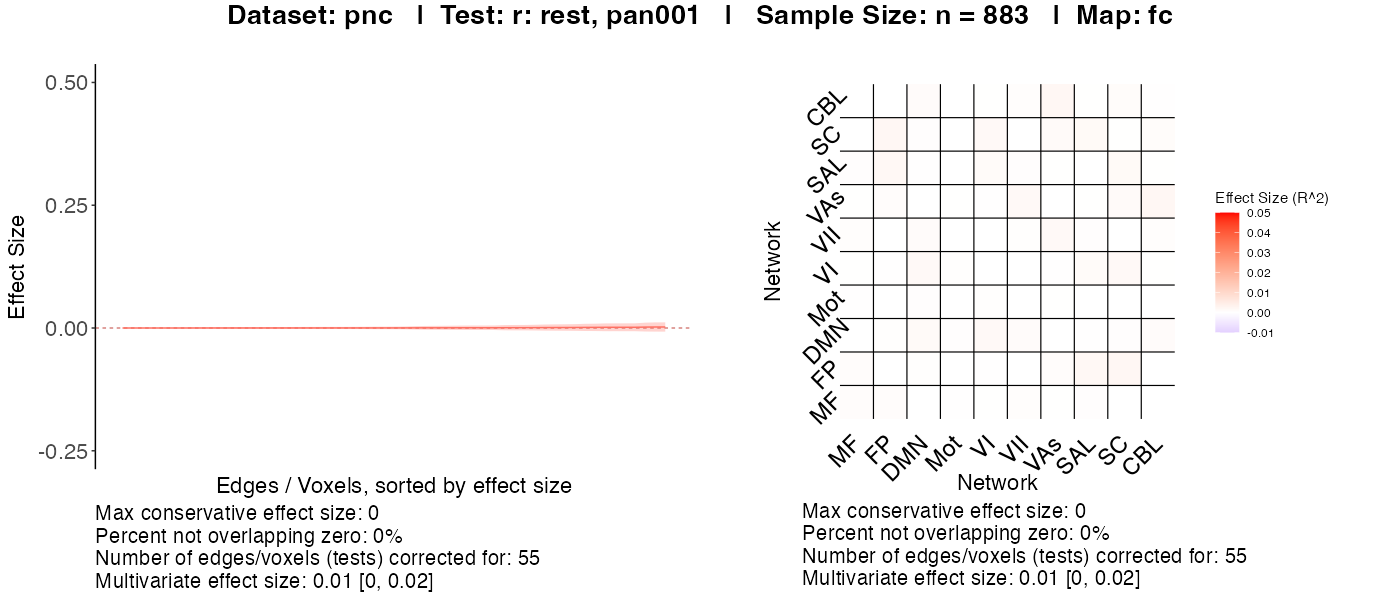 Dataset: pnc | Test: r: rest, pan001 | Sample Size: n = 883 | Map: fc
Effect Size
0.50
0.25
0.00
-0.25
Edges / Voxels, sorted by effect size
Max conservative effect size: 0
Percent not overlapping zero: 0%
Number of edges/voxels (tests) corrected for: 55
Multivariate effect size: 0.01 [0, 0.02]
Network
CBL
SC
SAL
VAs
VII
VI
Mot
DMN
FP
MF
MF
FP
DMN
Mot
VI
VII
VAs
SAL
SC
CBL
Network
Effect Size (R^2)
0.05
0.04
0.03
0.02
0.01
0.00
-0.01
Max conservative effect size: 0
Percent not overlapping zero: 0%
Number of edges/voxels (tests) corrected for: 55
Multivariate effect size: 0.01 [0, 0.02]